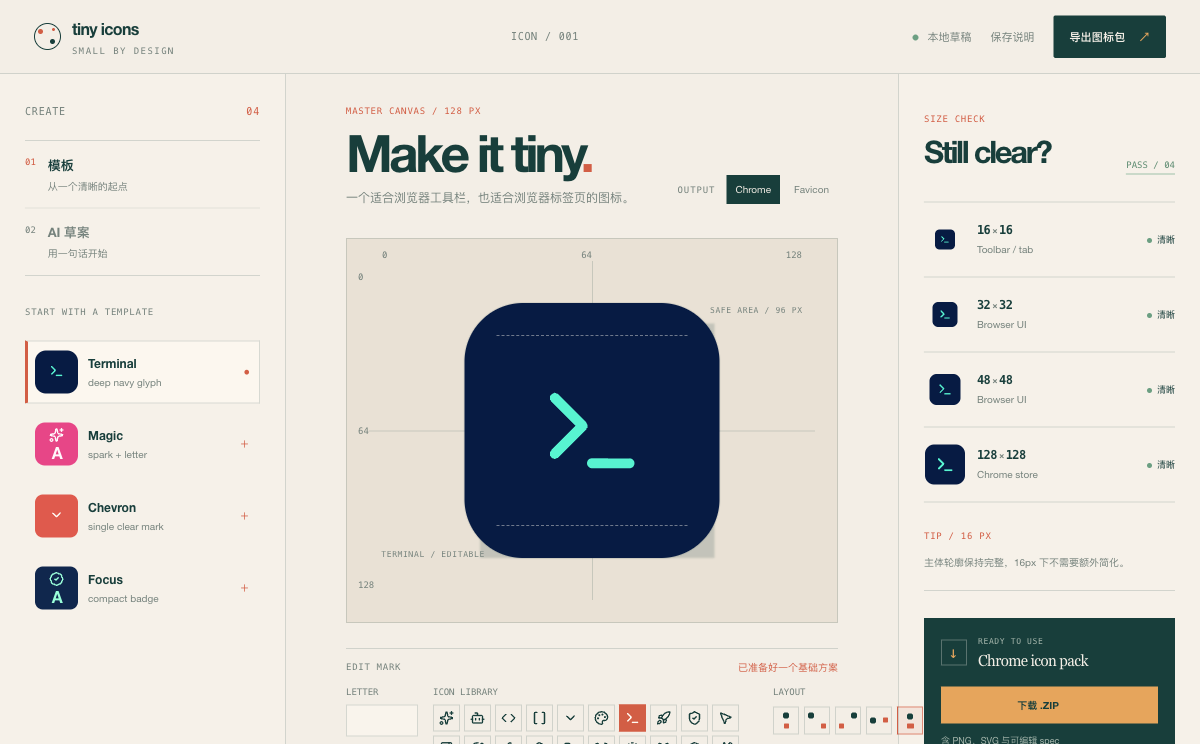 tiny icons
SMALL BY DESIGN
ICON / 001
本地草稿
保存说明
导出图标包 ↗
CREATE
04
01 模板
从一个清晰的起点
02 AI 草案
用一句话开始
START WITH A TEMPLATE
Terminal
deep navy glyph
A
Magic
spark + letter
+
Chevron
single clear mark
+
A
Focus
compact badge
+
MASTER CANVAS / 128 PX
Make it tiny.
一个适合浏览器工具栏，也适合浏览器标签页的图标。
OUTPUT
Chrome
Favicon
0
64
128
0
SAFE AREA / 96 PX
64
TERMINAL / EDITABLE
128
EDIT MARK
已准备好一个基础方案
LETTER
ICON LIBRARY
LAYOUT
SIZE CHECK
Still clear?
PASS / 04
16×16
Toolbar / tab
清晰
32×32
Browser UI
清晰
48×48
Browser UI
清晰
128×128
Chrome store
清晰
TIP / 16 PX
主体轮廓保持完整，16px 下不需要额外简化。
↓
READY TO USE
Chrome icon pack
下载 .ZIP
含 PNG、SVG 与可编辑 spec